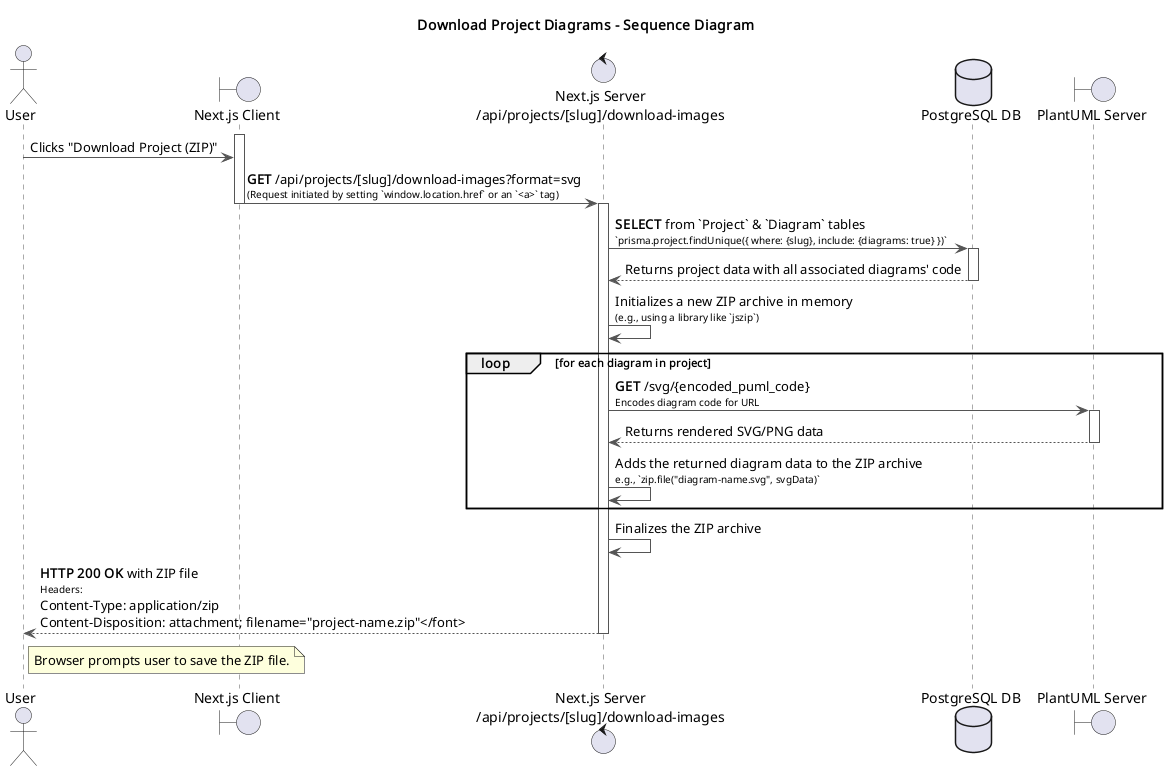 Download Project Diagrams - Sequence Diagram
User
Next.js Client
Next.js Server
/api/projects/[slug]/download-images
PostgreSQL DB
PlantUML Server
Clicks "Download Project (ZIP)"
GET /api/projects/[slug]/download-images?format=svg
(Request initiated by setting `window.location.href` or an `<a>` tag)
SELECT from `Project` & `Diagram` tables
`prisma.project.findUnique({ where: {slug}, include: {diagrams: true} })`
Returns project data with all associated diagrams' code
Initializes a new ZIP archive in memory
(e.g., using a library like `jszip`)
loop
[for each diagram in project]
GET /svg/{encoded_puml_code}
Encodes diagram code for URL
Returns rendered SVG/PNG data
Adds the returned diagram data to the ZIP archive
e.g., `zip.file("diagram-name.svg", svgData)`
Finalizes the ZIP archive
HTTP 200 OK with ZIP file
Headers:
Content-Type: application/zip
Content-Disposition: attachment; filename="project-name.zip"</font>
Browser prompts user to save the ZIP file.
User
Next.js Client
Next.js Server
/api/projects/[slug]/download-images
PostgreSQL DB
PlantUML Server